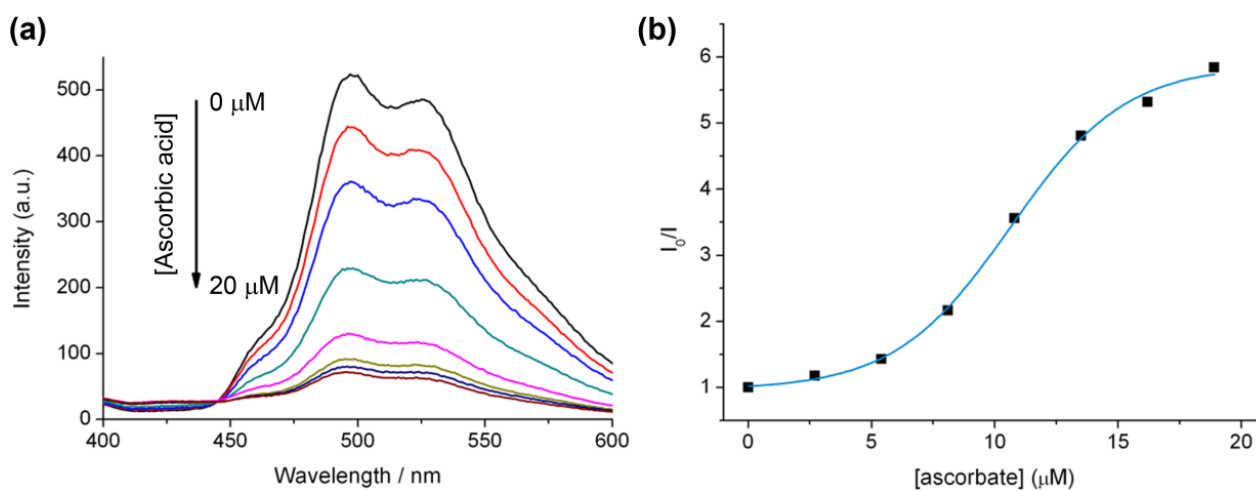 (a)
500
400
300
200
100
0
Intensity (a.u.)
[Ascorbic acid]
0 μM
20 μM
400
450
500
550
600
Wavelength / nm
(b)
6
5
4
3
2
1
I₀/I
0
5
10
15
20
[ascorbate] (μM)